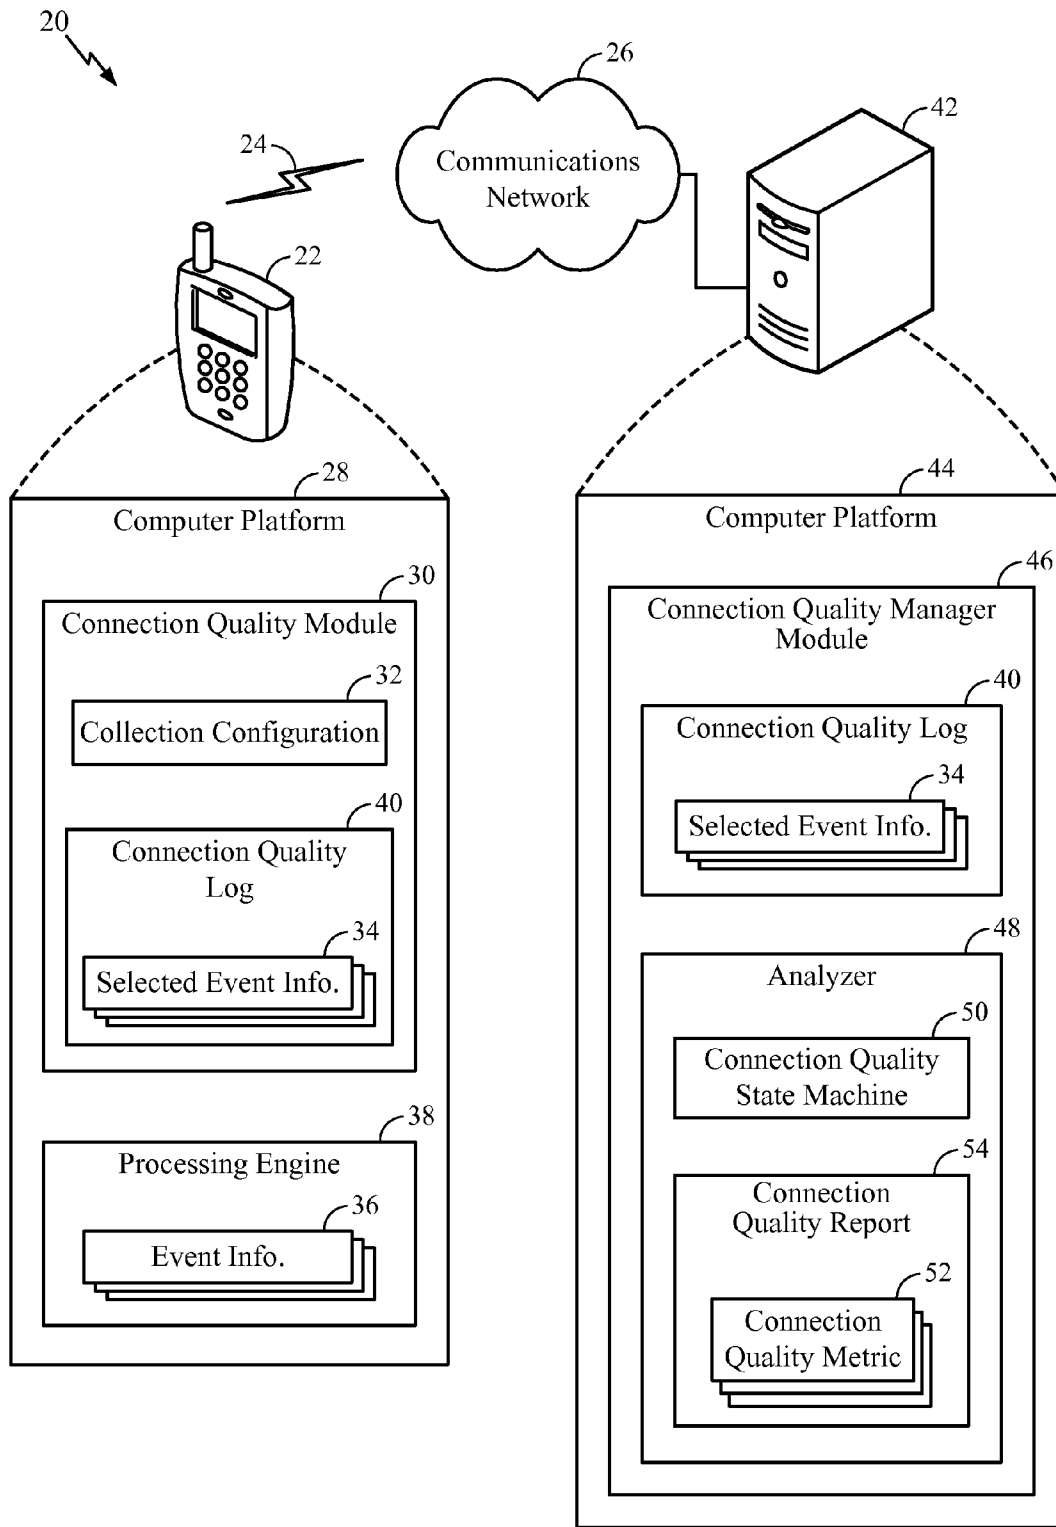 20
26
42
24
Communications
Network
22
28
Computer Platform
30
Connection Quality Module
32
Collection Configuration
40
Connection Quality
Log
34
Selected Event Info.
38
Processing Engine
36
Event Info.
44
Computer Platform
46
Connection Quality Manager
Module
40
Connection Quality Log
34
Selected Event Info.
48
Analyzer
50
Connection Quality
State Machine
54
Connection
Quality Report
52
Connection
Quality Metric